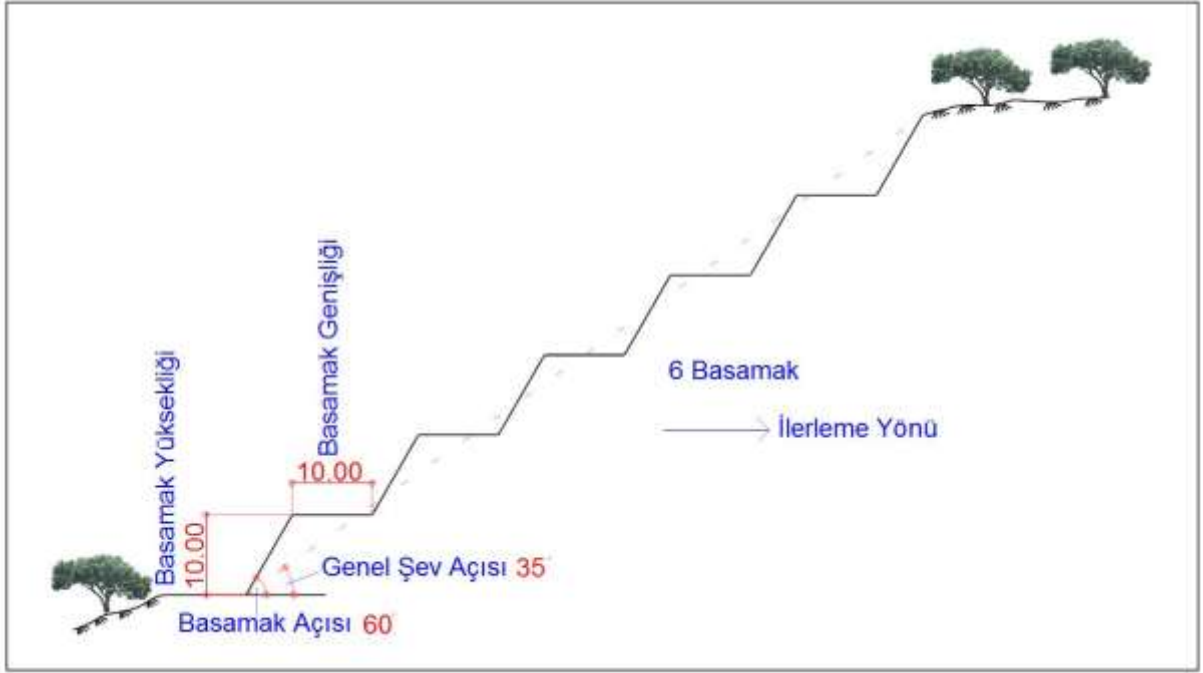 Basamak Yüksekliği
Basamak Genişliği
10.00
10.00
6 Basamak
İlerleme Yönü
Genel Şev Açısı 35°
Basamak Açısı 60°